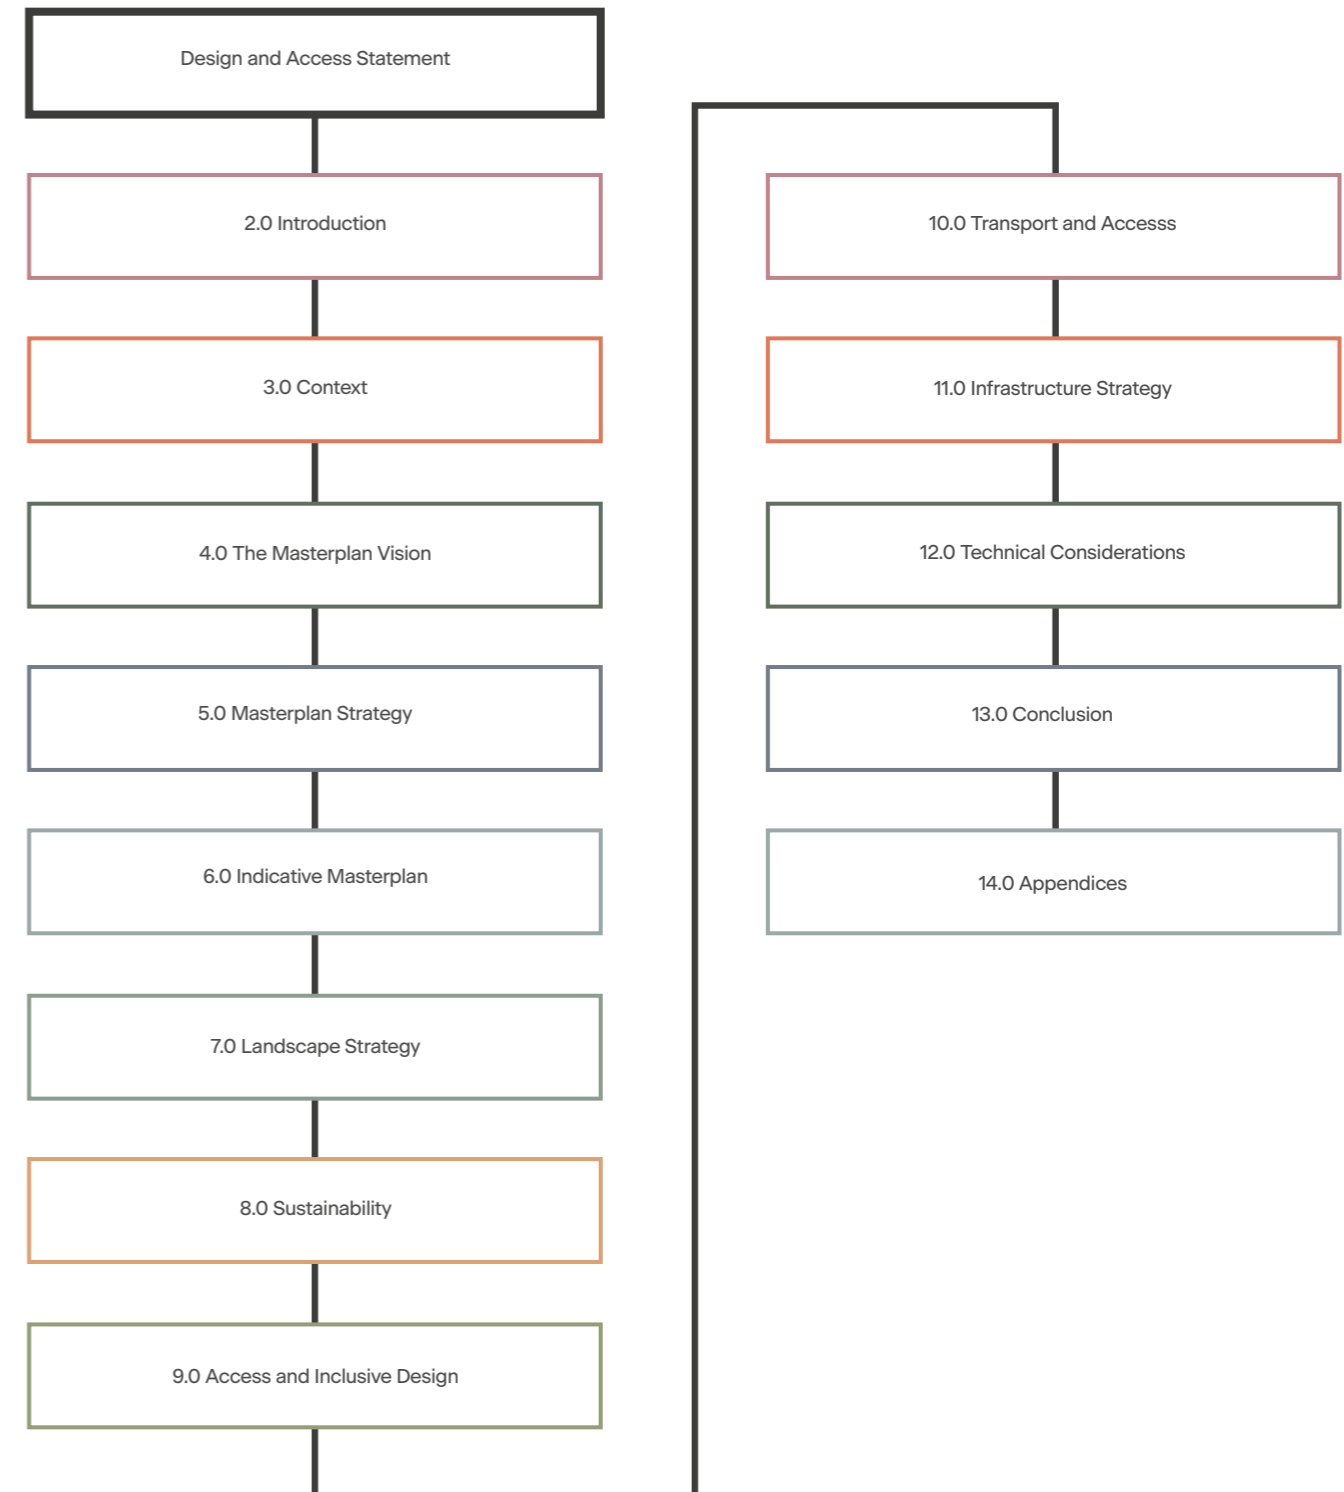 Design and Access Statement
2.0 Introduction
3.0 Context
4.0 The Masterplan Vision
5.0 Masterplan Strategy
6.0 Indicative Masterplan
7.0 Landscape Strategy
8.0 Sustainability
9.0 Access and Inclusive Design
10.0 Transport and Accesss
11.0 Infrastructure Strategy
12.0 Technical Considerations
13.0 Conclusion
14.0 Appendices